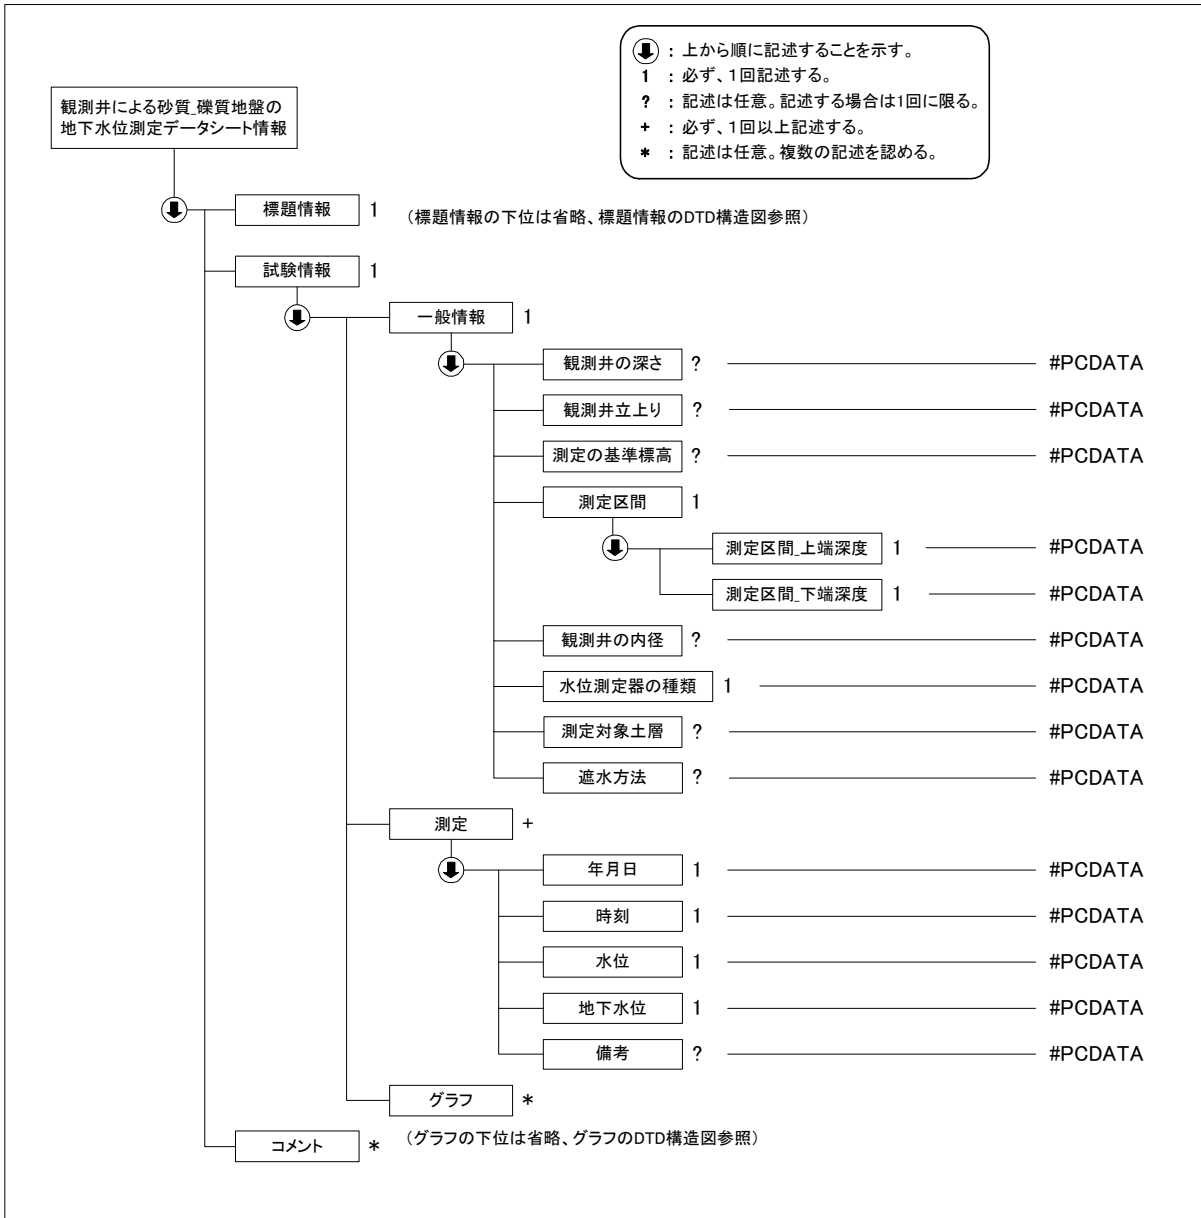 ：上から順に記述することを示す。
1 ：必ず、1回記述する。
? ：記述は任意。記述する場合は1回に限る。
+ ：必ず、1回以上記述する。
* ：記述は任意。複数の記述を認める。
観測井による砂質_礫質地盤の
地下水位測定データシート情報
標題情報 1 （標題情報の下位は省略、標題情報のDTD構造図参照）
試験情報 1
一般情報 1
観測井の深さ ? #PCDATA
観測井立上り ? #PCDATA
測定の基準標高 ? #PCDATA
測定区間 1
測定区間_上端深度 1 #PCDATA
測定区間_下端深度 1 #PCDATA
観測井の内径 ? #PCDATA
水位測定器の種類 1 #PCDATA
測定対象土層 ? #PCDATA
遮水方法 ? #PCDATA
測定 +
年月日 1 #PCDATA
時刻 1 #PCDATA
水位 1 #PCDATA
地下水位 1 #PCDATA
備考 ? #PCDATA
グラフ *
コメント * （グラフの下位は省略、グラフのDTD構造図参照）